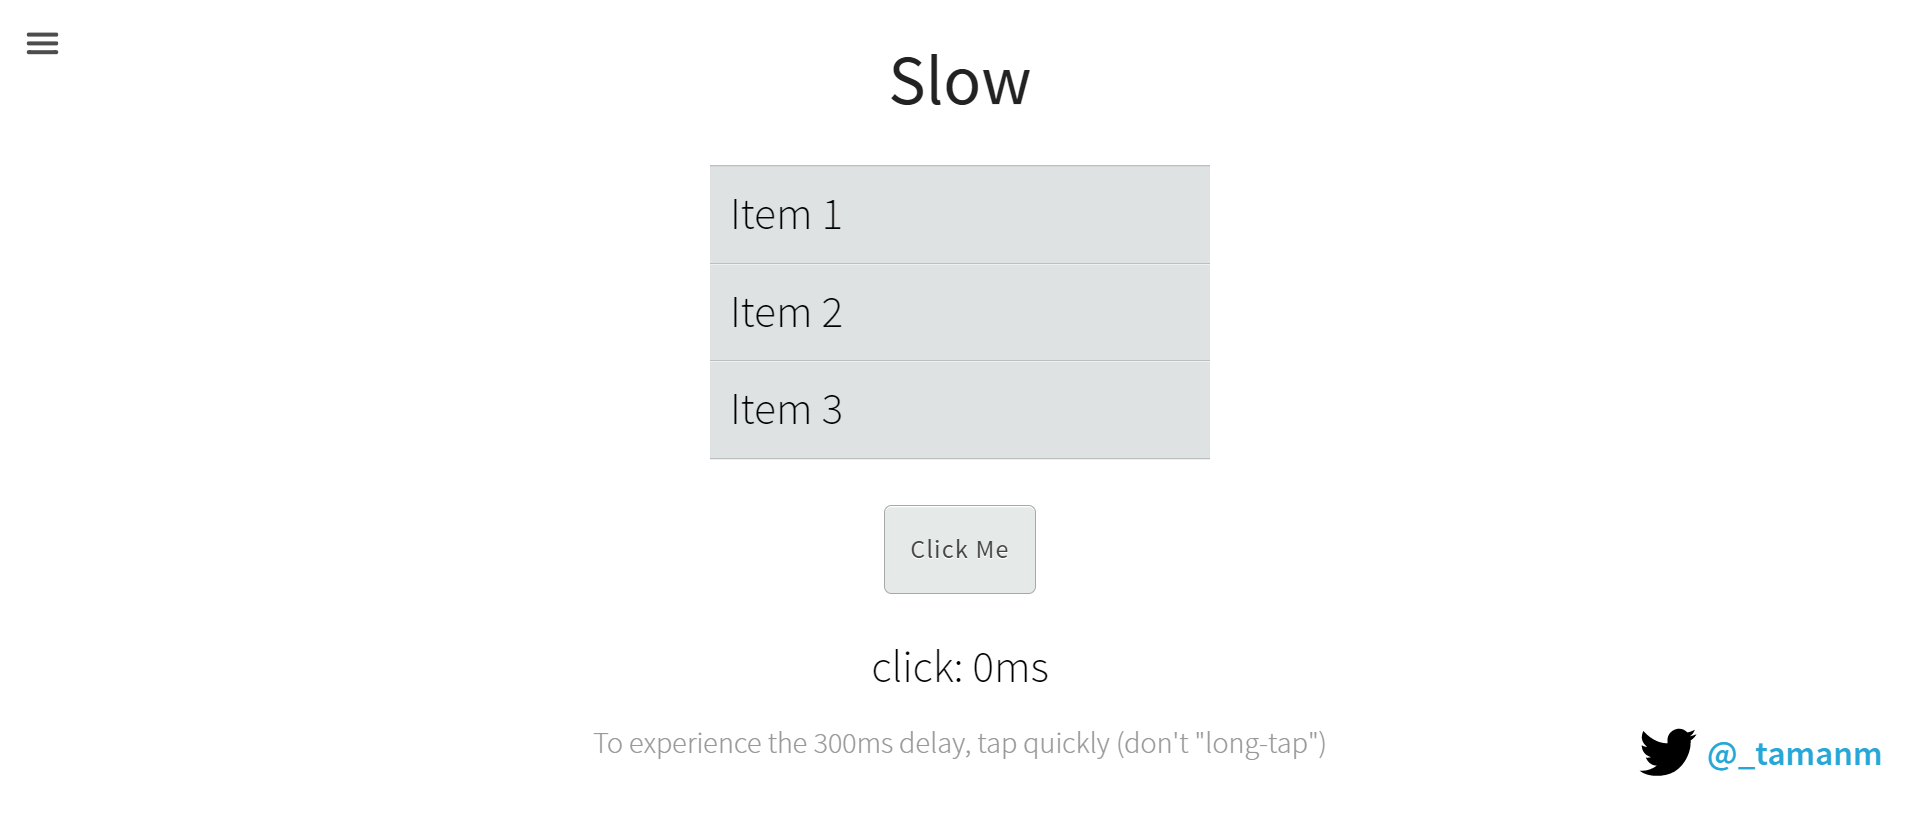 Slow
Item 1
Item 2
Item 3
Click Me
click: 0ms
To experience the 300ms delay, tap quickly (don't "long-tap")
@_tamanm